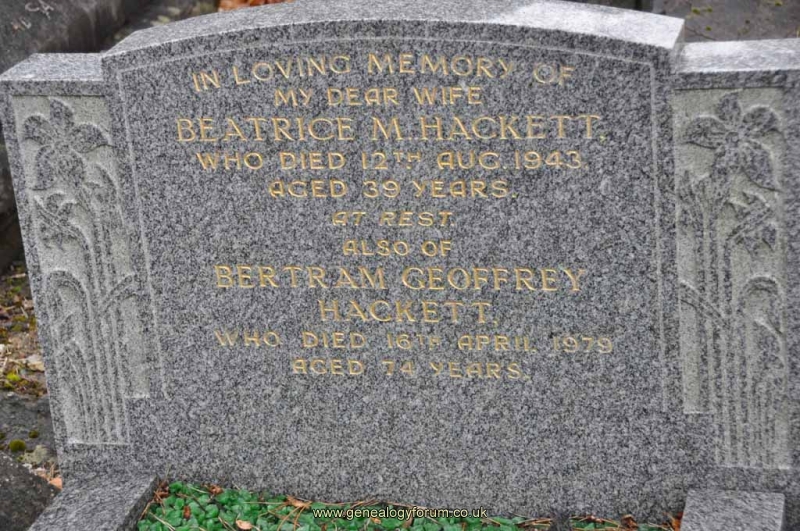 IN LOVING MEMORY OF
MY DEAR WIFE
BEATRICE M. HACKETT.
WHO DIED 12TH AUG. 1943
AGED 39 YEARS.
AT REST
ALSO OF
BERTRAM GEOFFREY
HACKETT.
WHO DIED 16TH APRIL 1979
AGED 74 YEARS.
www.genealogyforum.co.uk